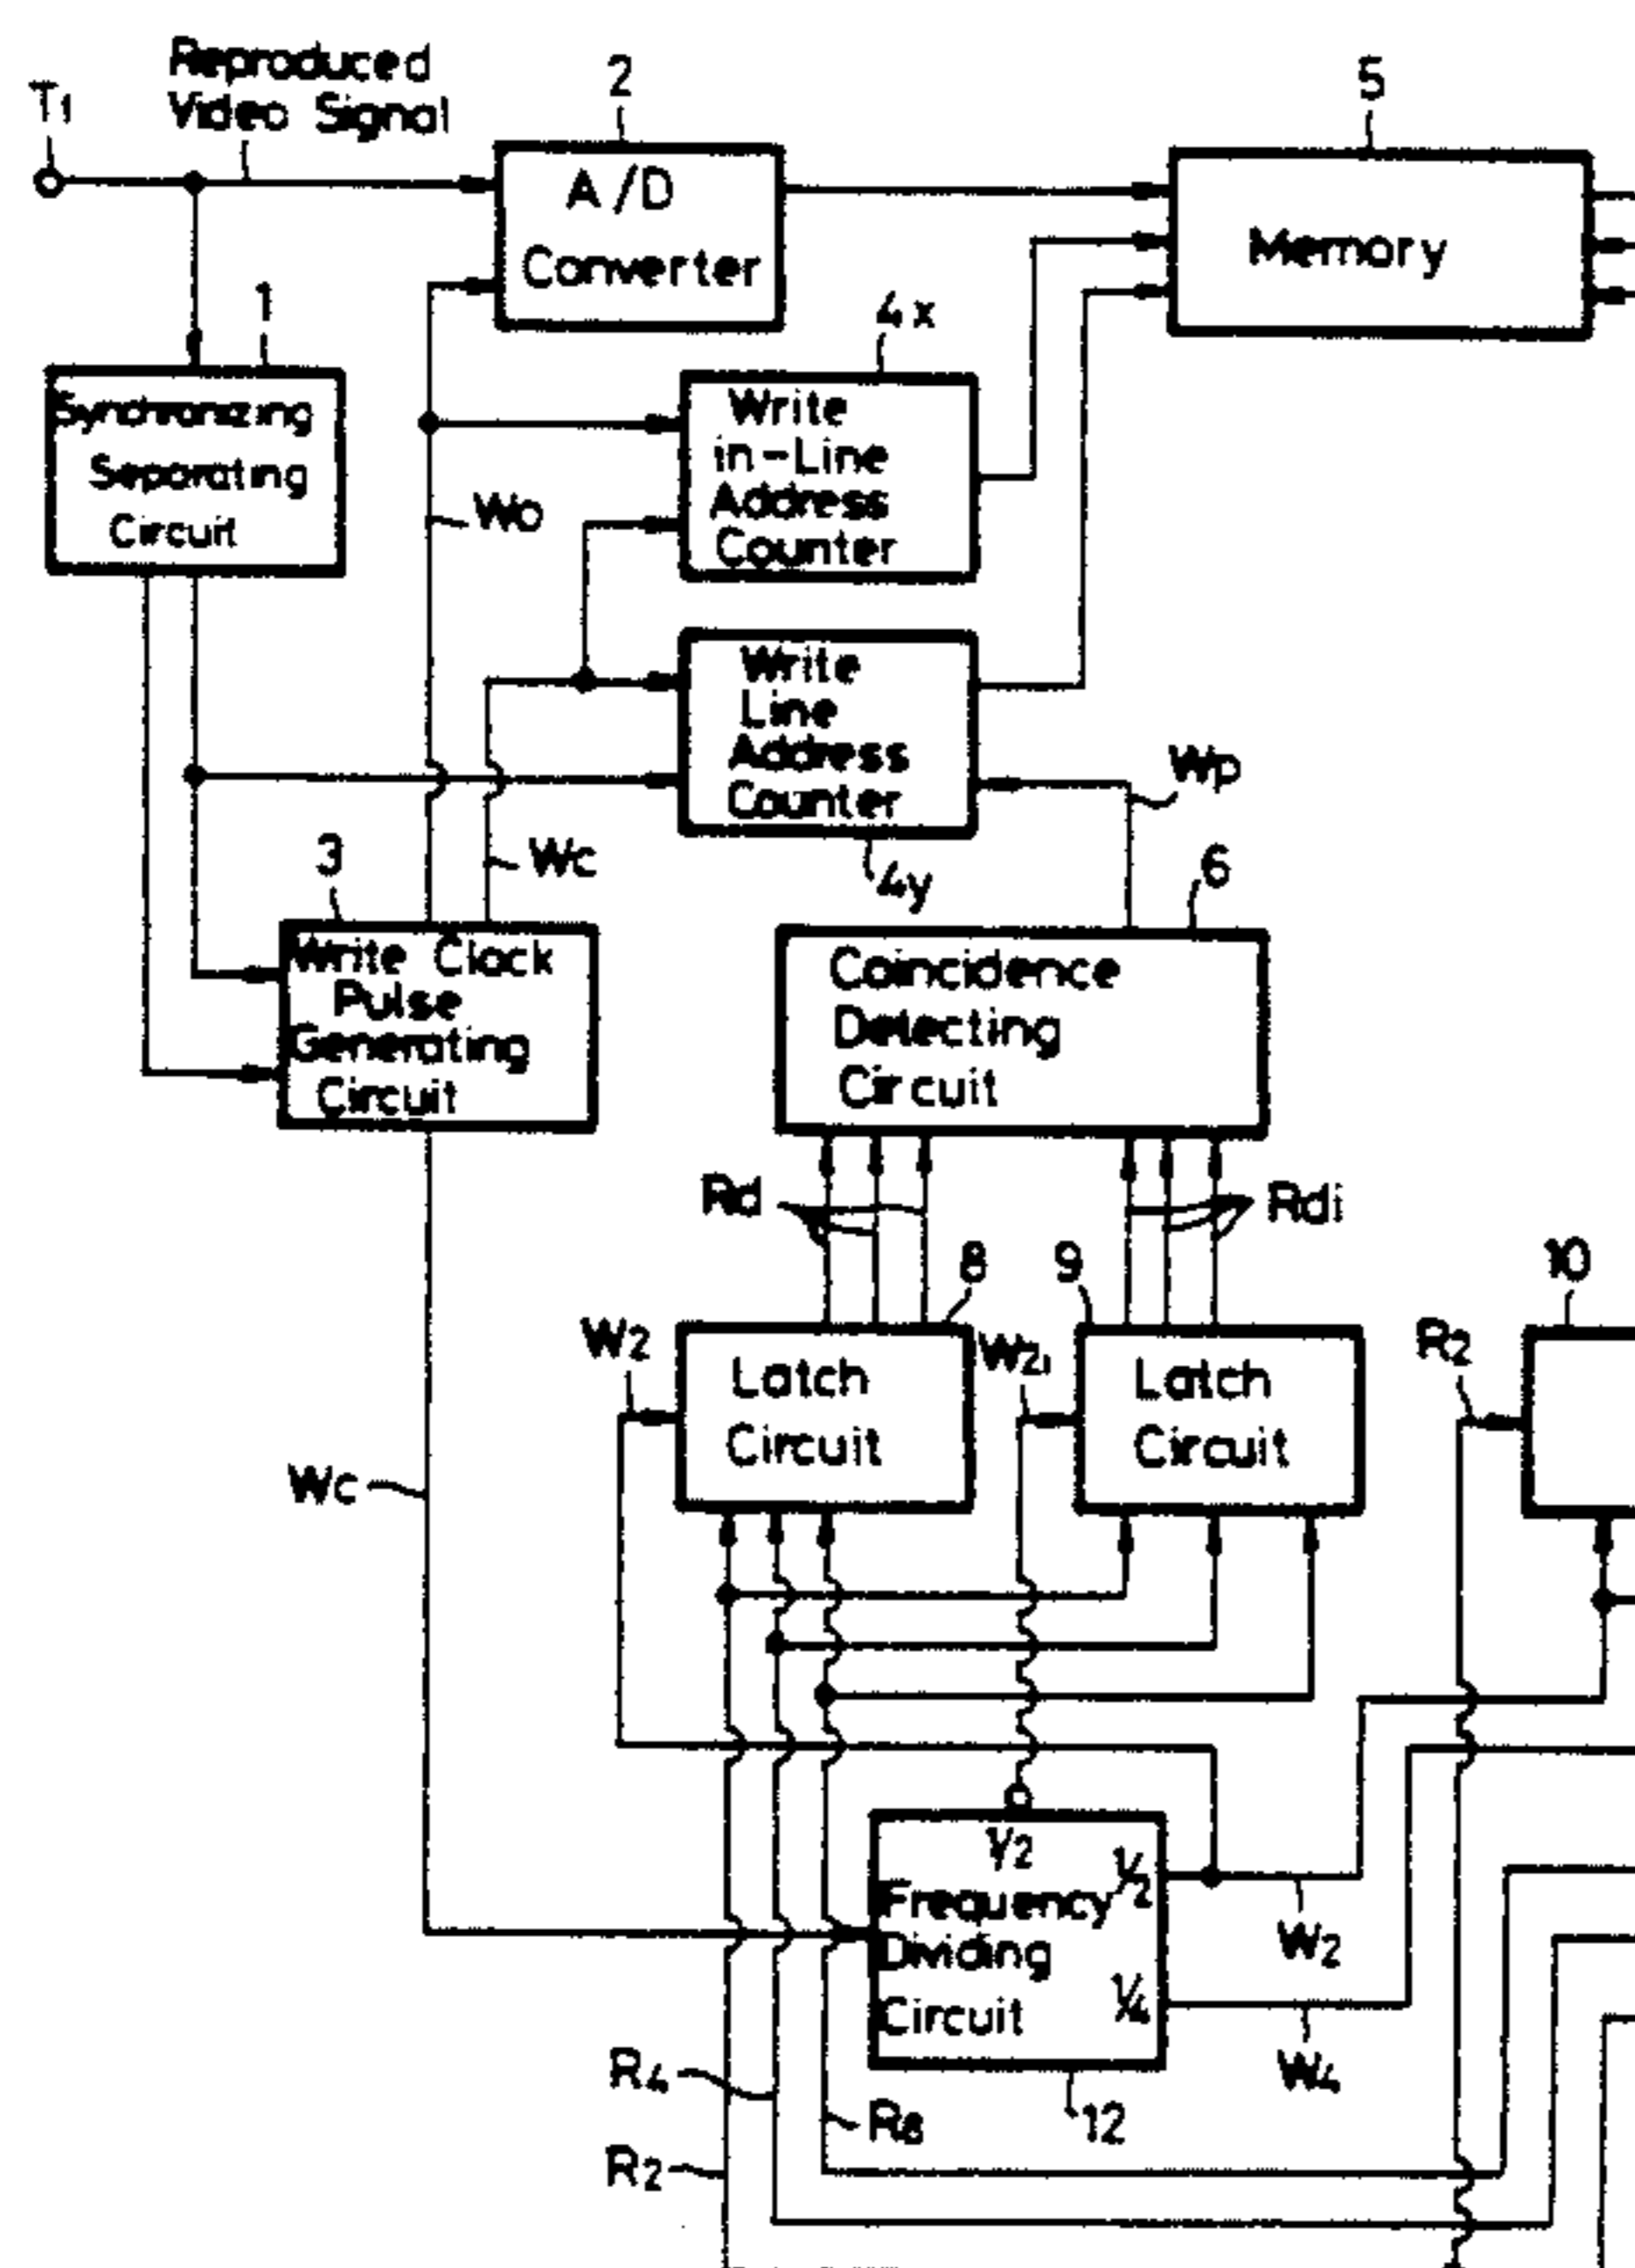 Reproduced
Video Signal
T1
2
5
A/D
Converter
Memory
1
4x
Synchronizing
Separating
Circuit
Write
in-Line
Address
Counter
Wo
Write
Line
Address
Counter
Wp
3
Wc
4y
6
Write Clock
Pulse
Generating
Circuit
Coincidence
Detecting
Circuit
Rd
Rdi
8
9
10
W2
W2i
R2
Latch
Circuit
Latch
Circuit
Wc
1/2
1/2
Frequency
Dividing
Circuit
1/4
W2
W4
R4
R8
12
R2